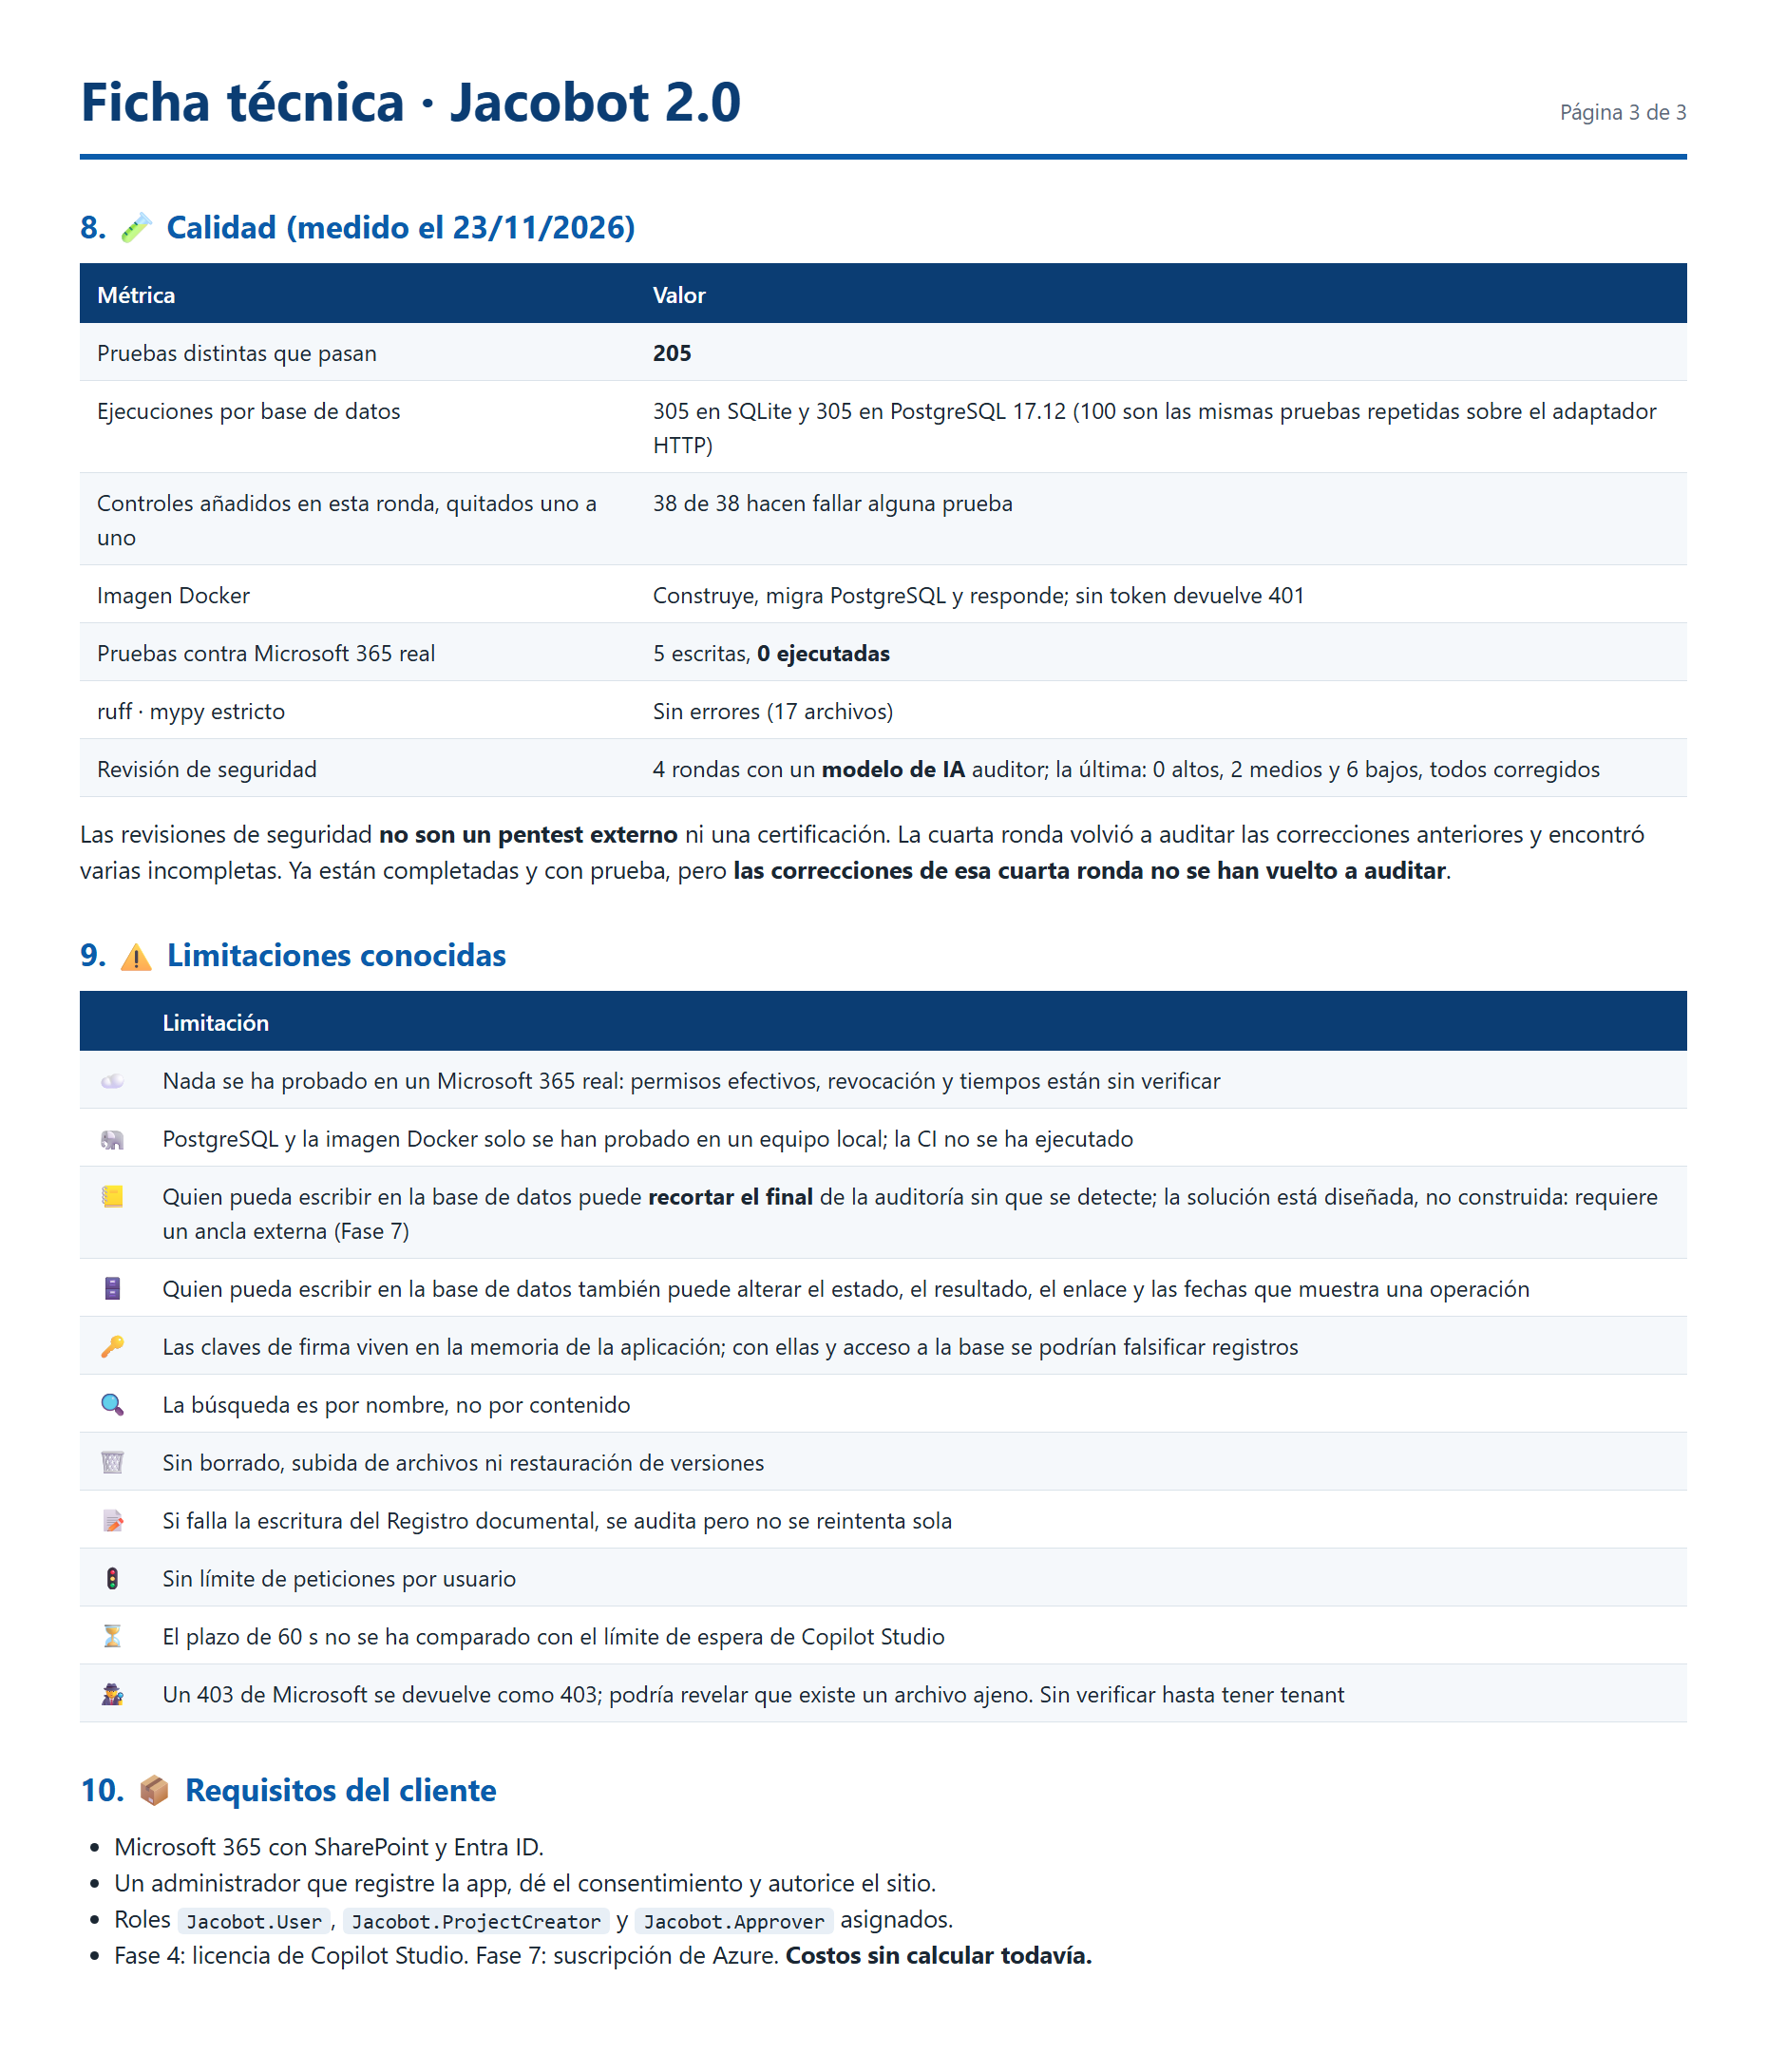 Ficha técnica · Jacobot 2.0
Página 3 de 3
8. Calidad (medido el 23/11/2026)
Métrica Valor
Pruebas distintas que pasan 205
Ejecuciones por base de datos 305 en SQLite y 305 en PostgreSQL 17.12 (100 son las mismas pruebas repetidas sobre el adaptador
HTTP)
Controles añadidos en esta ronda, quitados uno a
uno
38 de 38 hacen fallar alguna prueba
Imagen Docker Construye, migra PostgreSQL y responde; sin token devuelve 401
Pruebas contra Microsoft 365 real 5 escritas, 0 ejecutadas
ruff · mypy estricto Sin errores (17 archivos)
Revisión de seguridad 4 rondas con un modelo de IA auditor; la última: 0 altos, 2 medios y 6 bajos, todos corregidos
Las revisiones de seguridad no son un pentest externo ni una certificación. La cuarta ronda volvió a auditar las correcciones anteriores y encontró
varias incompletas. Ya están completadas y con prueba, pero las correcciones de esa cuarta ronda no se han vuelto a auditar.
9. Limitaciones conocidas
Limitación
Nada se ha probado en un Microsoft 365 real: permisos efectivos, revocación y tiempos están sin verificar
PostgreSQL y la imagen Docker solo se han probado en un equipo local; la CI no se ha ejecutado
Quien pueda escribir en la base de datos puede recortar el final de la auditoría sin que se detecte; la solución está diseñada, no construida: requiere
un ancla externa (Fase 7)
Quien pueda escribir en la base de datos también puede alterar el estado, el resultado, el enlace y las fechas que muestra una operación
Las claves de firma viven en la memoria de la aplicación; con ellas y acceso a la base se podrían falsificar registros
La búsqueda es por nombre, no por contenido
Sin borrado, subida de archivos ni restauración de versiones
Si falla la escritura del Registro documental, se audita pero no se reintenta sola
Sin límite de peticiones por usuario
El plazo de 60 s no se ha comparado con el límite de espera de Copilot Studio
Un 403 de Microsoft se devuelve como 403; podría revelar que existe un archivo ajeno. Sin verificar hasta tener tenant
10. Requisitos del cliente
• Microsoft 365 con SharePoint y Entra ID.
• Un administrador que registre la app, dé el consentimiento y autorice el sitio.
• Roles Jacobot.User, Jacobot.ProjectCreator y Jacobot.Approver asignados.
• Fase 4: licencia de Copilot Studio. Fase 7: suscripción de Azure. Costos sin calcular todavía.